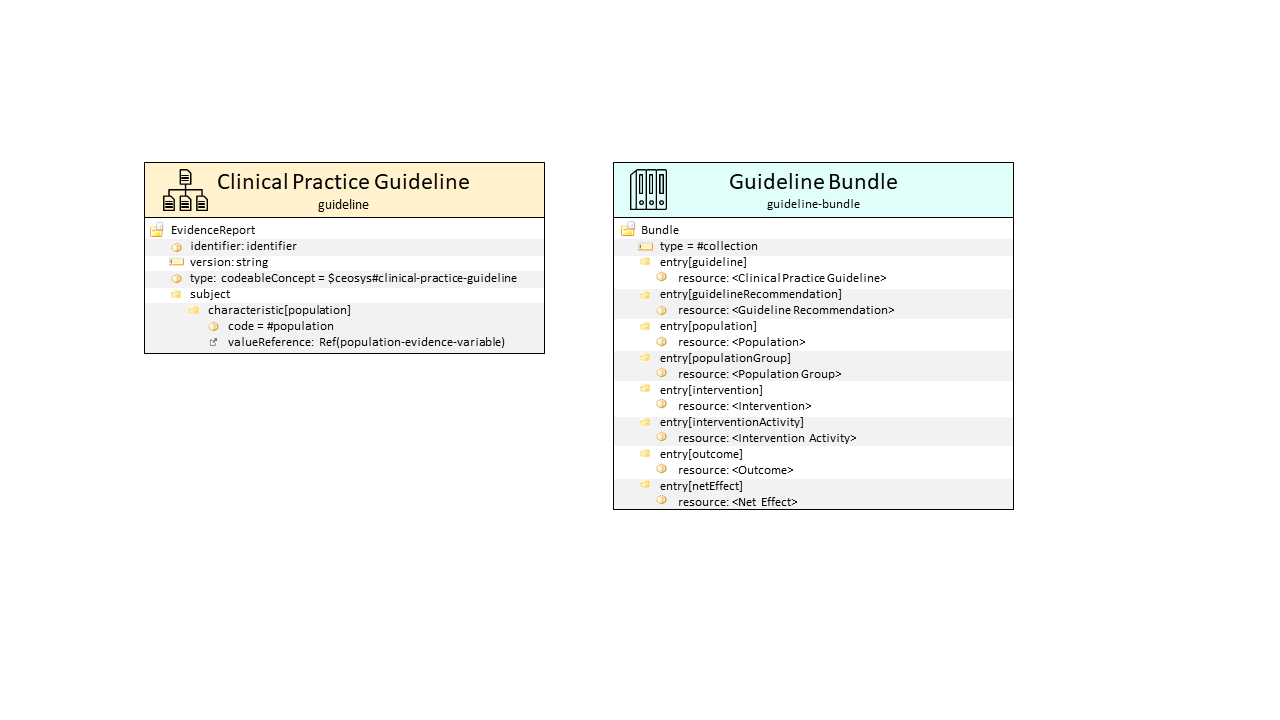 Clinical Practice Guideline
guideline
EvidenceReport
identifier: identifier
version: string
type: codeableConcept = $ceosys#clinical-practice-guideline
subject
characteristic[population]
code = #population
valueReference: Ref(population-evidence-variable)
Guideline Bundle
guideline-bundle
Bundle
type = #collection
entry[guideline]
resource: <Clinical Practice Guideline>
entry[guidelineRecommendation]
resource: <Guideline Recommendation>
entry[population]
resource: <Population>
entry[populationGroup]
resource: <Population Group>
entry[intervention]
resource: <Intervention>
entry[interventionActivity]
resource: <Intervention Activity>
entry[outcome]
resource: <Outcome>
entry[netEffect]
resource: <Net Effect>